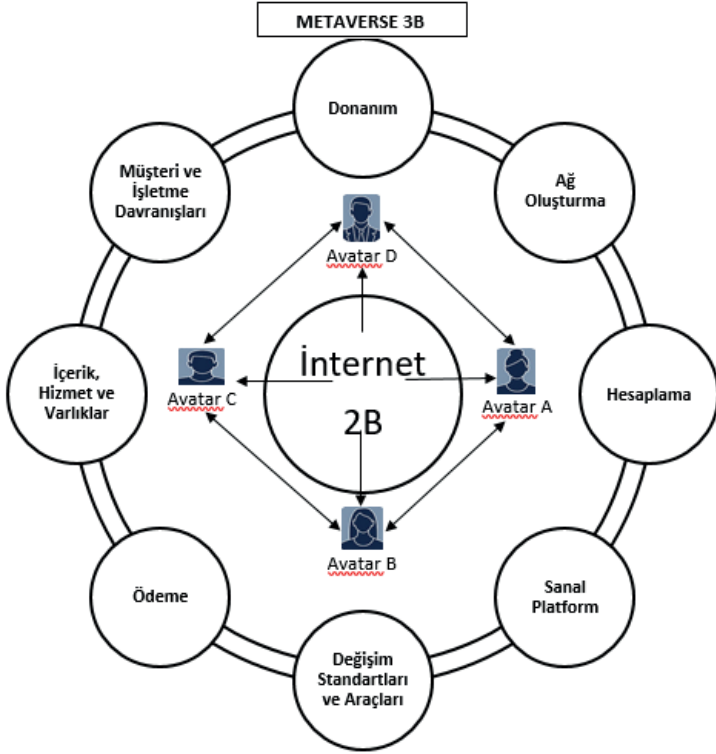 METAVERSE 3B
Donanım
Müşteri ve
İşletme
Davranışları
Ağ
Oluşturma
Avatar D
İnternet
2B
Avatar C
Avatar A
İçerik,
Hizmet ve
Varlıklar
Hesaplama
Avatar B
Ödeme
Sanal
Platform
Değişim
Standartları
ve Araçları